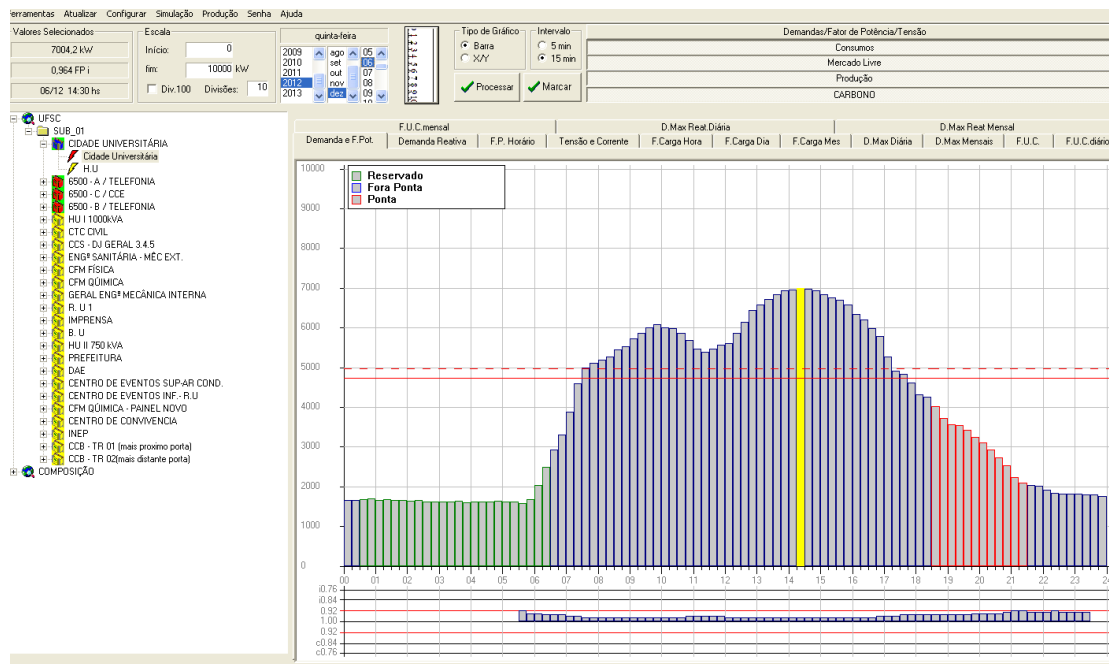 erramentas Atualizar Configurar Simulação Produção Senha Ajuda
Valores Selecionados
7004,2 kW
0,964 FP i
06/12 14:30 hs
Escala
Início: 0
fim: 10000 kW
Div.100 Divisões: 10
quinta-feira
2009 ago 05
2010 set 06
2011 out 07
2012 nov 08
2013 dez 09
10
Tipo de Gráfico
Barra
X/Y
Intervalo
5 min
15 min
Processar
Marcar
Demandas/Fator de Potência/Tensão
Consumos
Mercado Livre
Produção
CARBONO
UFSC
SUB_01
CIDADE UNIVERSITÁRIA
Cidade Universitária
H.U
6500 - A / TELEFONIA
6500 - C / CCE
6500 - B / TELEFONIA
HU I 1000kVA
CTC CIVIL
CCS - DJ GERAL 3.4.5
ENGª SANITÁRIA - MÊC EXT.
CFM FÍSICA
CFM QÜIMICA
GERAL ENGª MECÂNICA INTERNA
R. U 1
IMPRENSA
B. U
HU II 750 kVA
PREFEITURA
DAE
CENTRO DE EVENTOS SUP-AR COND.
CENTRO DE EVENTOS INF.- R.U
CFM QÜIMICA - PAINEL NOVO
CENTRO DE CONVIVENCIA
INEP
CCB - TR 01 (mais proximo porta)
CCB - TR 02(mais distante porta)
COMPOSIÇÃO
F.U.C.mensal D.Max Reat.Diária D.Max Reat Mensal
Demanda e F.Pot. Demanda Reativa F.P. Horário Tensão e Corrente F.Carga Hora F.Carga Dia F.Carga Mes D.Max Diária D.Max Mensais F.U.C. F.U.C.diário
Reservado
Fora Ponta
Ponta
10000
9000
8000
7000
6000
5000
4000
3000
2000
1000
0
00 01 02 03 04 05 06 07 08 09 10 11 12 13 14 15 16 17 18 19 20 21 22 23 24
i0.76
i0.84
0.92
1.00
0.92
c0.84
c0.76